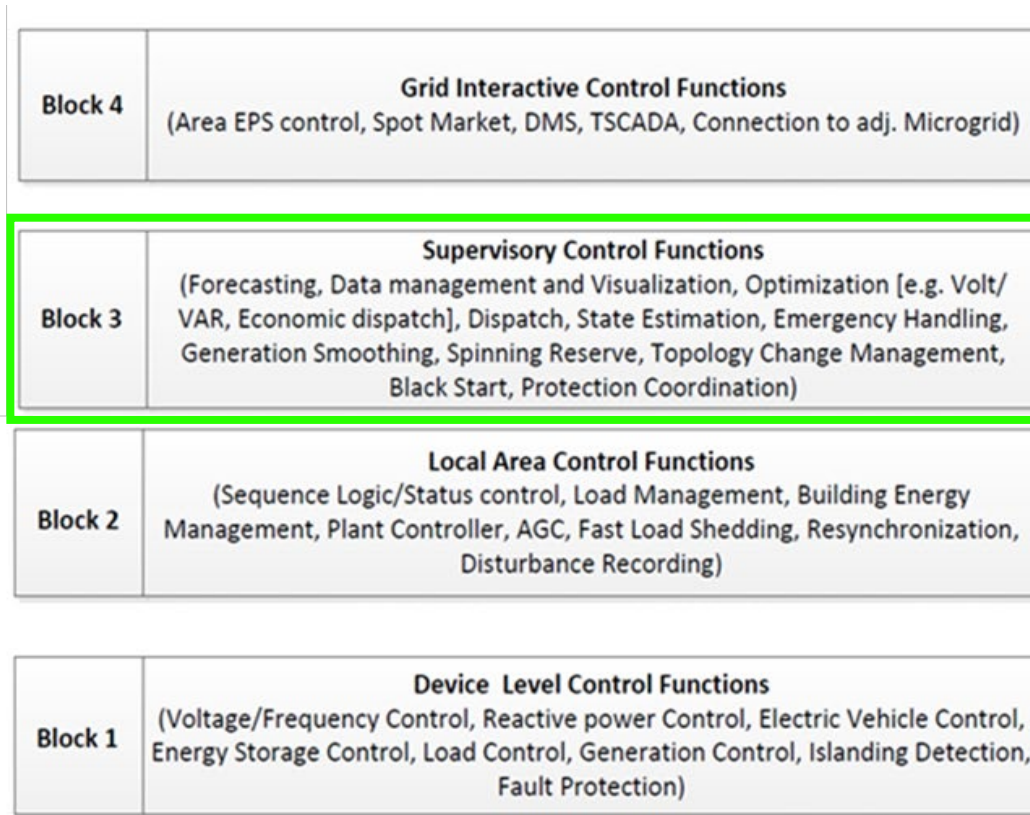 Block 4
Grid Interactive Control Functions
(Area EPS control, Spot Market, DMS, TSCADA, Connection to adj. Microgrid)
Block 3
Supervisory Control Functions
(Forecasting, Data management and Visualization, Optimization [e.g. Volt/
VAR, Economic dispatch], Dispatch, State Estimation, Emergency Handling,
Generation Smoothing, Spinning Reserve, Topology Change Management,
Black Start, Protection Coordination)
Block 2
Local Area Control Functions
(Sequence Logic/Status control, Load Management, Building Energy
Management, Plant Controller, AGC, Fast Load Shedding, Resynchronization,
Disturbance Recording)
Block 1
Device Level Control Functions
(Voltage/Frequency Control, Reactive power Control, Electric Vehicle Control,
Energy Storage Control, Load Control, Generation Control, Islanding Detection,
Fault Protection)